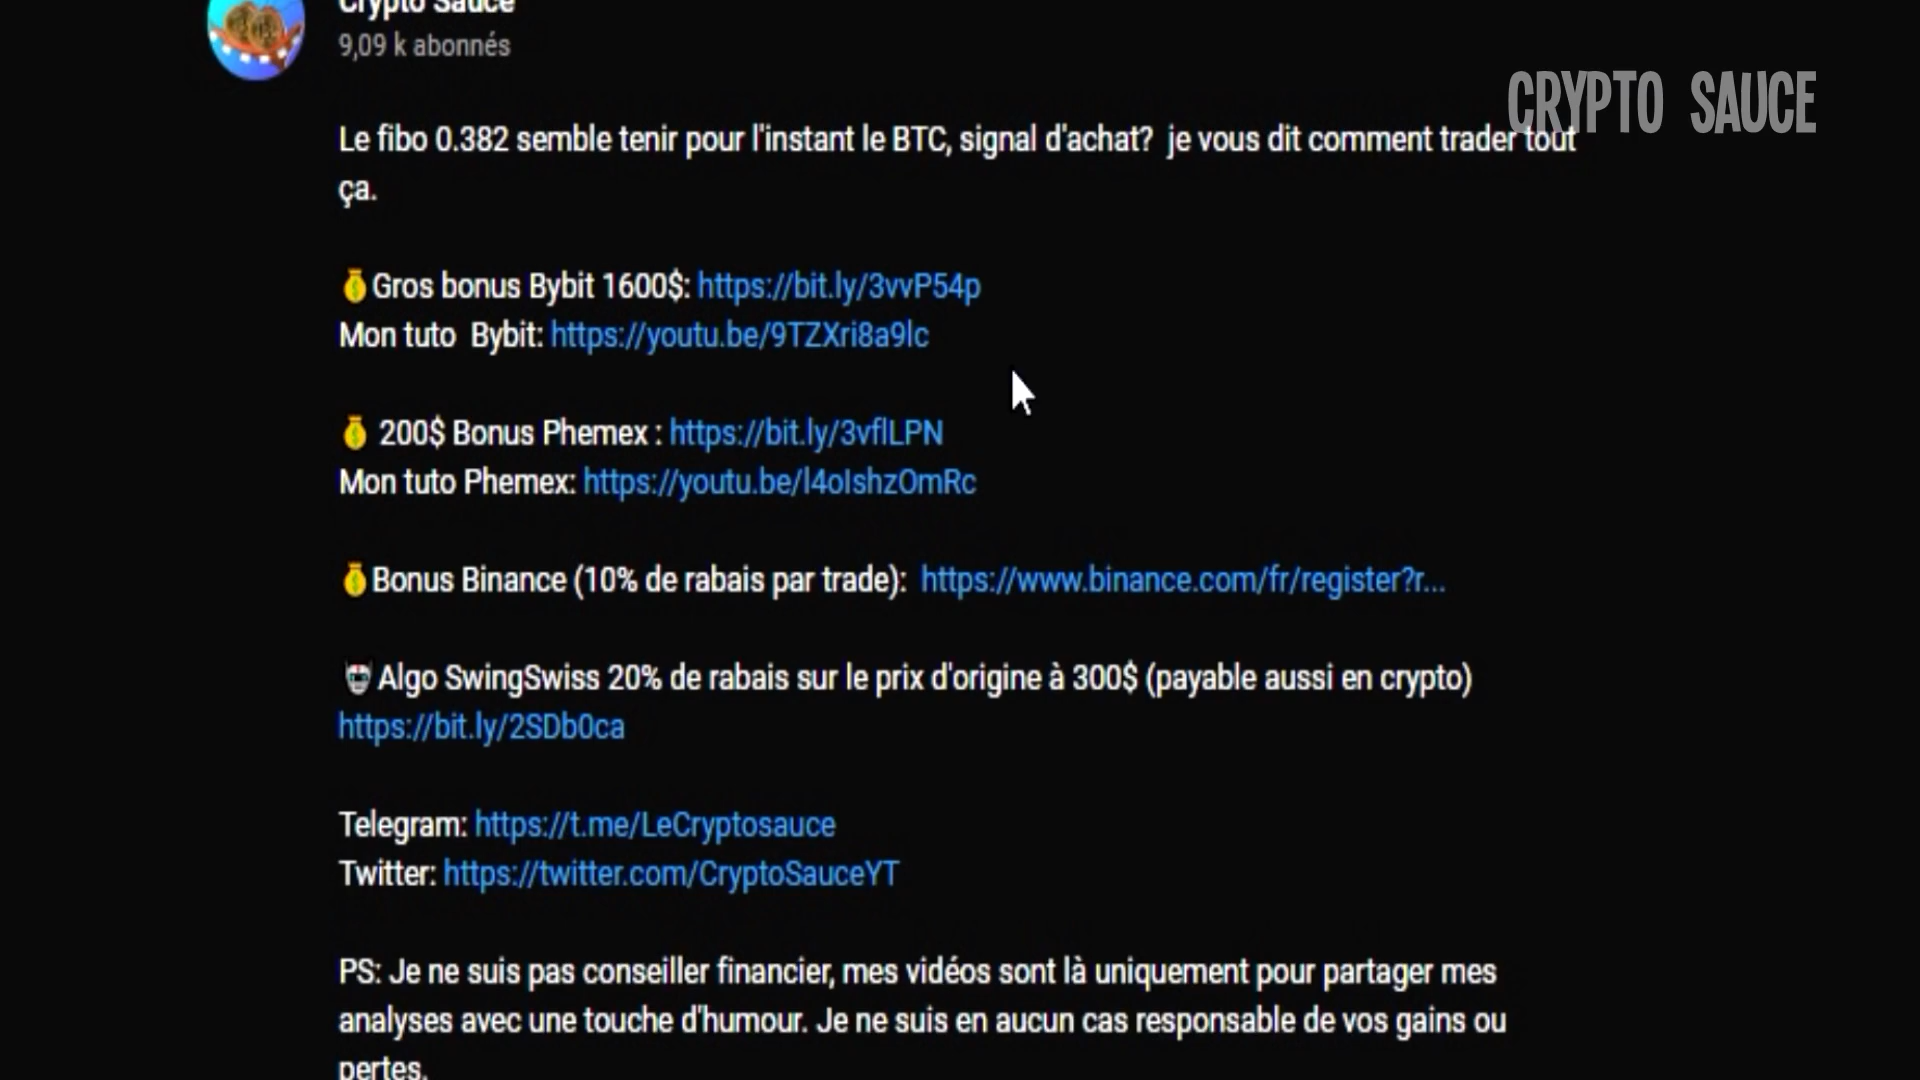 Crypto Sauce
9,09 k abonnés
CRYPTO SAUCE
Le fibo 0.382 semble tenir pour l'instant le BTC, signal d'achat?  je vous dit comment trader tout
ça.
💰Gros bonus Bybit 1600$: https://bit.ly/3vvP54p
Mon tuto  Bybit: https://youtu.be/9TZXri8a9lc
💰 200$ Bonus Phemex : https://bit.ly/3vflLPN
Mon tuto Phemex: https://youtu.be/l4oIshzOmRc
💰Bonus Binance (10% de rabais par trade):  https://www.binance.com/fr/register?r...
🤖Algo SwingSwiss 20% de rabais sur le prix d'origine à 300$ (payable aussi en crypto)
https://bit.ly/2SDb0ca
Telegram: https://t.me/LeCryptosauce
Twitter: https://twitter.com/CryptoSauceYT
PS: Je ne suis pas conseiller financier, mes vidéos sont là uniquement pour partager mes
analyses avec une touche d'humour. Je ne suis en aucun cas responsable de vos gains ou
pertes.